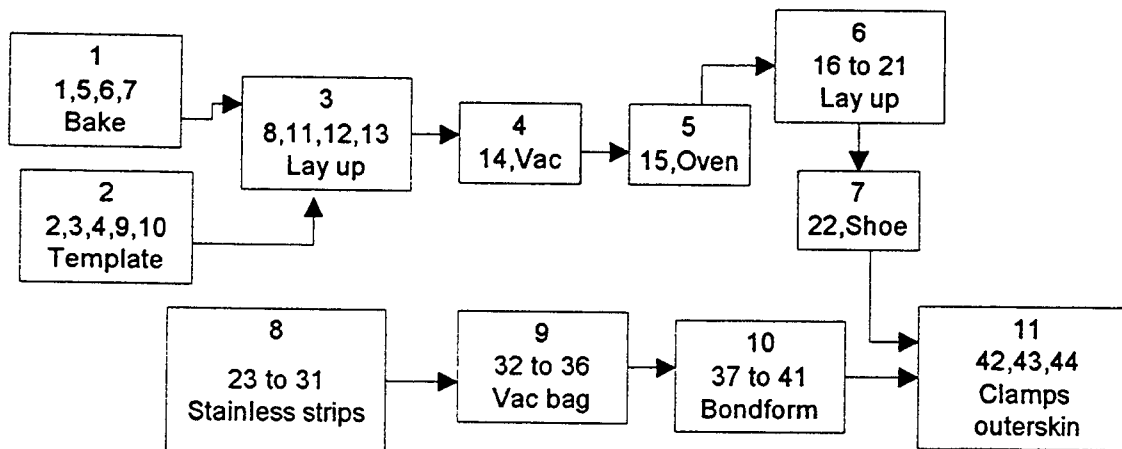 1
1,5,6,7
Bake
2
2,3,4,9,10
Template
3
8,11,12,13
Lay up
4
14,Vac
5
15,Oven
6
16 to 21
Lay up
7
22,Shoe
8
23 to 31
Stainless strips
9
32 to 36
Vac bag
10
37 to 41
Bondform
11
42,43,44
Clamps
outerskin